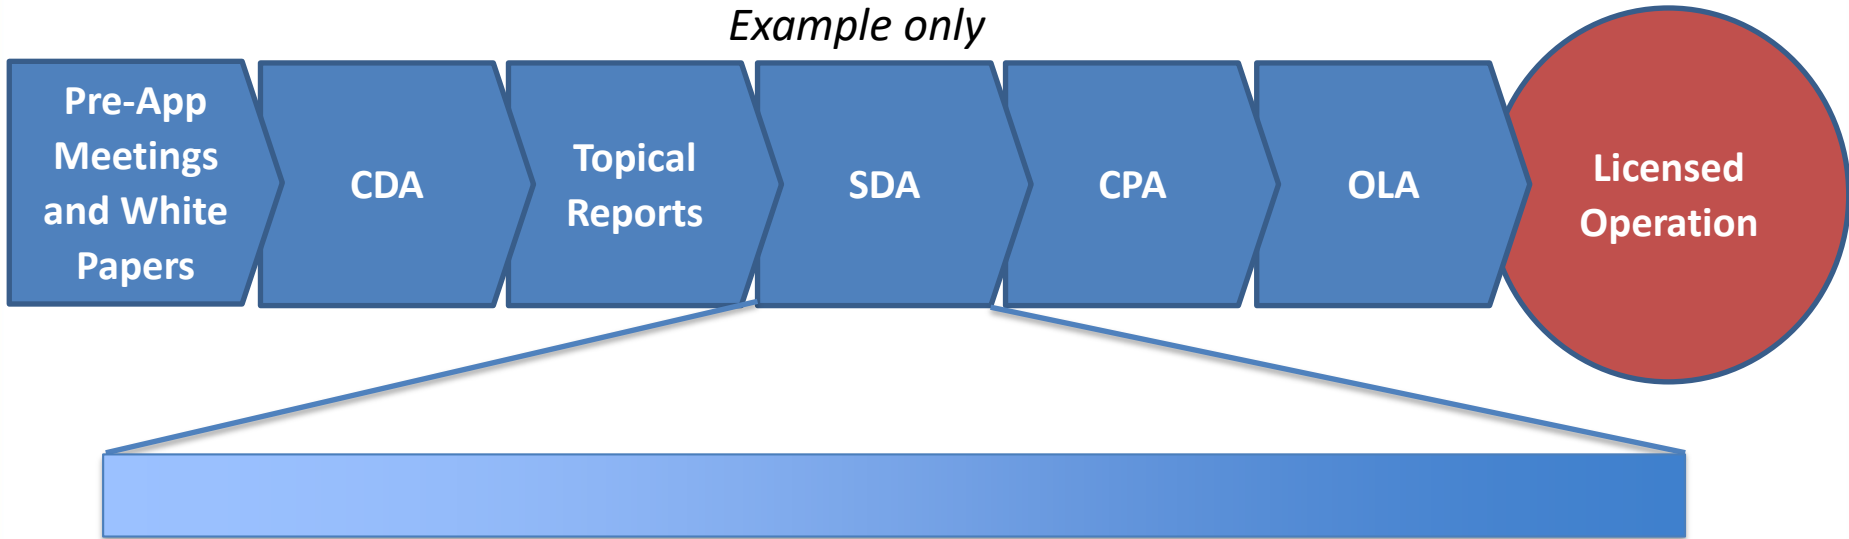 Example only
Pre-App
Meetings
and White
Papers
CDA
Topical
Reports
SDA
CPA
OLA
Licensed
Operation